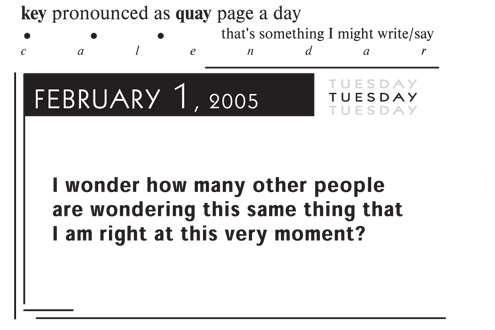 key pronounced as quay page a day
that's something I might write/say
c a l e n d a r
FEBRUARY 1, 2005
TUESDAY
TUESDAY
TUESDAY
I wonder how many other people
are wondering this same thing that
I am right at this very moment?